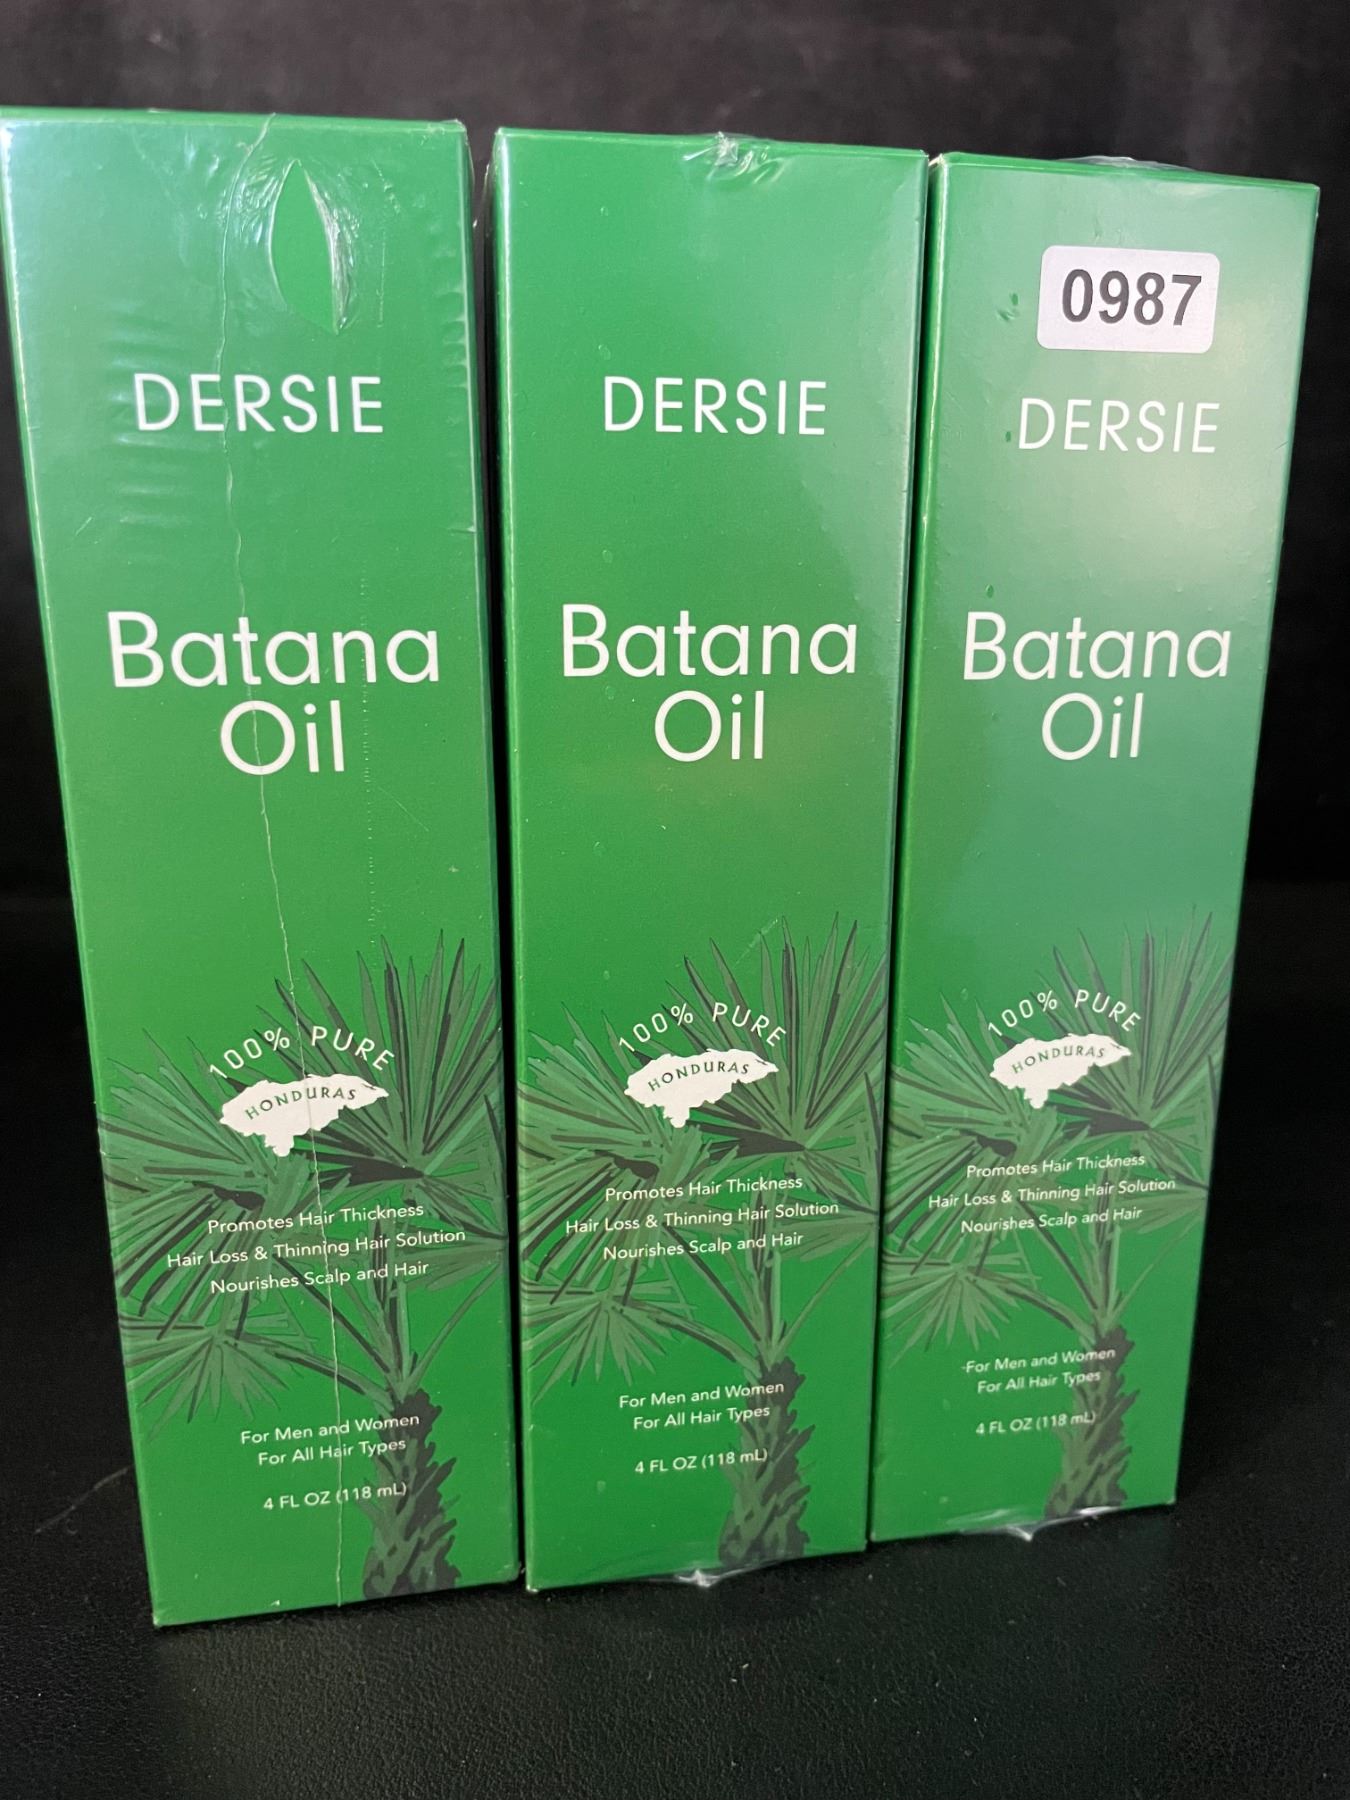 DERSIE
Batana
Oil
100% PURE
HONDURAS
Promotes Hair Thickness
Hair Loss & Thinning Hair Solution
Nourishes Scalp and Hair
For Men and Women
For All Hair Types
4 FL OZ (118 mL)
DERSIE
Batana
Oil
100% PURE
HONDURAS
Promotes Hair Thickness
Hair Loss & Thinning Hair Solution
Nourishes Scalp and Hair
For Men and Women
For All Hair Types
4 FL OZ (118 mL)
0987
DERSIE
Batana
Oil
100% PURE
HONDURAS
Promotes Hair Thickness
Hair Loss & Thinning Hair Solution
Nourishes Scalp and Hair
For Men and Women
For All Hair Types
4 FL OZ (118 mL)